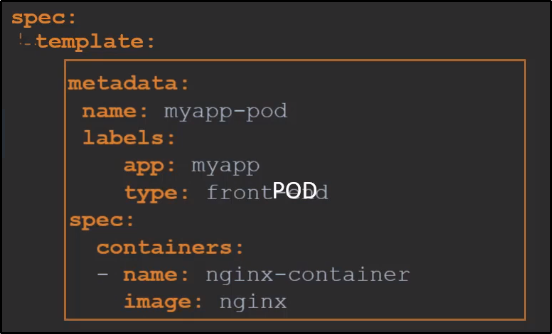 spec:
template:
metadata:
name: myapp-pod
labels:
app: myapp
type: front-end
POD
spec:
containers:
- name: nginx-container
image: nginx